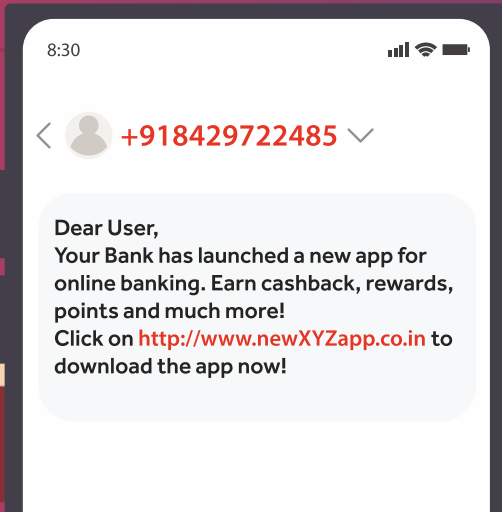 8:30
+918429722485
Dear User,
Your Bank has launched a new app for
online banking. Earn cashback, rewards,
points and much more!
Click on http://www.newXYZapp.co.in to
download the app now!